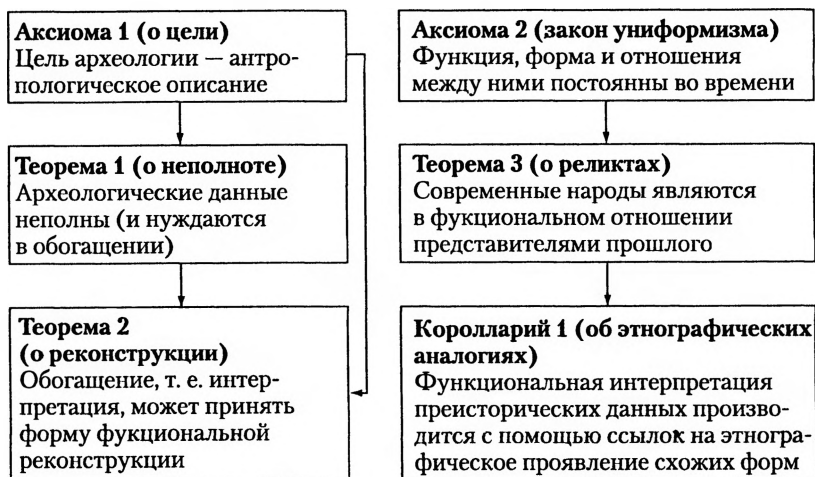 Аксиома 1 (о цели)
Цель археологии — антро-
пологическое описание
Теорема 1 (о неполноте)
Археологические данные
неполны (и нуждаются
в обогащении)
Теорема 2
(о реконструкции)
Обогащение, т. е. интер-
претация, может принять
форму фукциональной
реконструкции
Аксиома 2 (закон униформизма)
Функция, форма и отношения
между ними постоянны во времени
Теорема 3 (о реликтах)
Современные народы являются
в фукциональном отношении
представителями прошлого
Королларий 1 (об этнографических
аналогиях)
Функциональная интерпретация
преисторических данных произво-
дится с помощью ссылок на этногра-
фическое проявление схожих форм